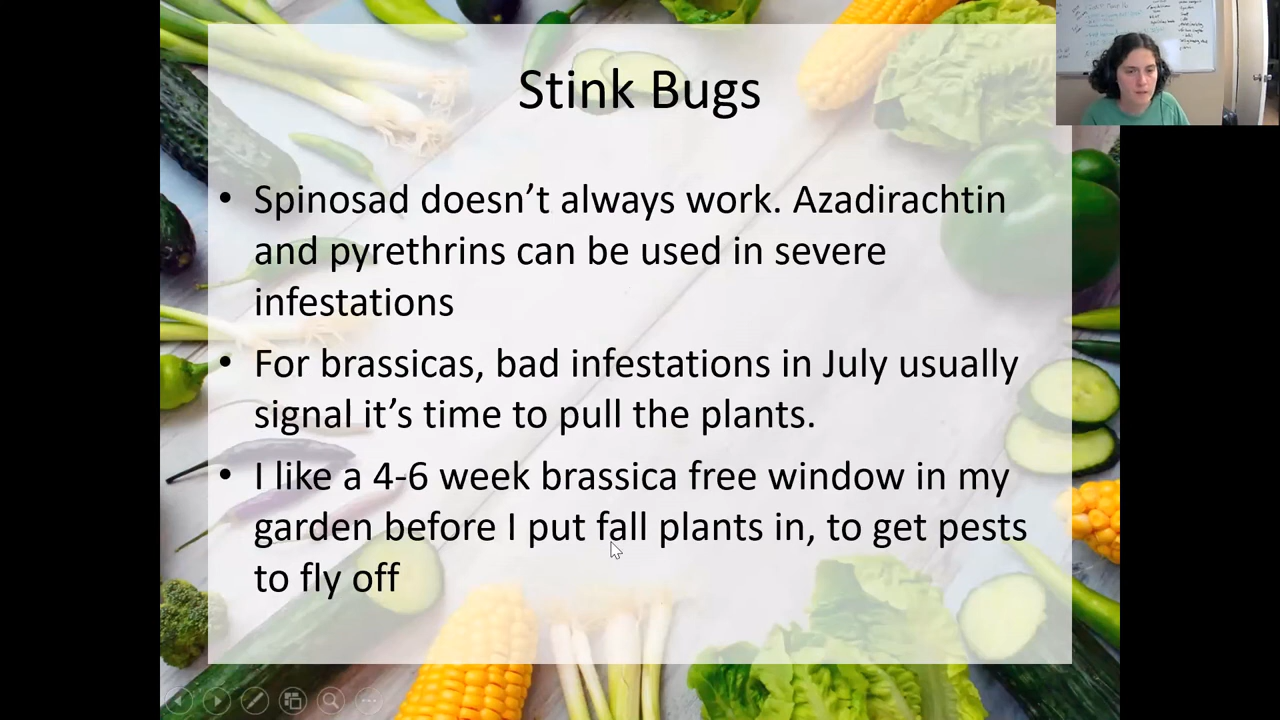 Stink Bugs
• Spinosad doesn’t always work. Azadirachtin
and pyrethrins can be used in severe
infestations
• For brassicas, bad infestations in July usually
signal it’s time to pull the plants.
• I like a 4-6 week brassica free window in my
garden before I put fall plants in, to get pests
to fly off